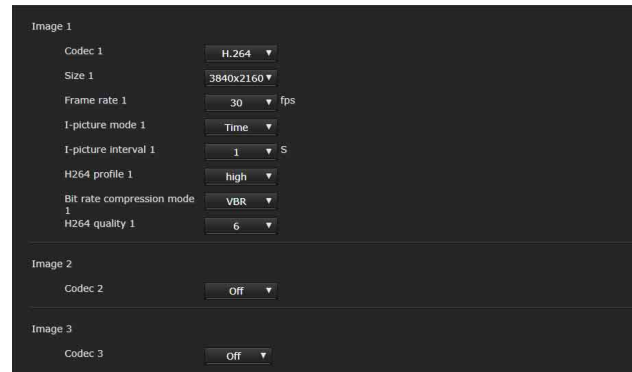 Image 1
Codec 1 H.264
Size 1 3840x2160
Frame rate 1 30 fps
I-picture mode 1 Time
I-picture interval 1 1 S
H264 profile 1 high
Bit rate compression mode 1 VBR
H264 quality 1 6
Image 2
Codec 2 Off
Image 3
Codec 3 Off